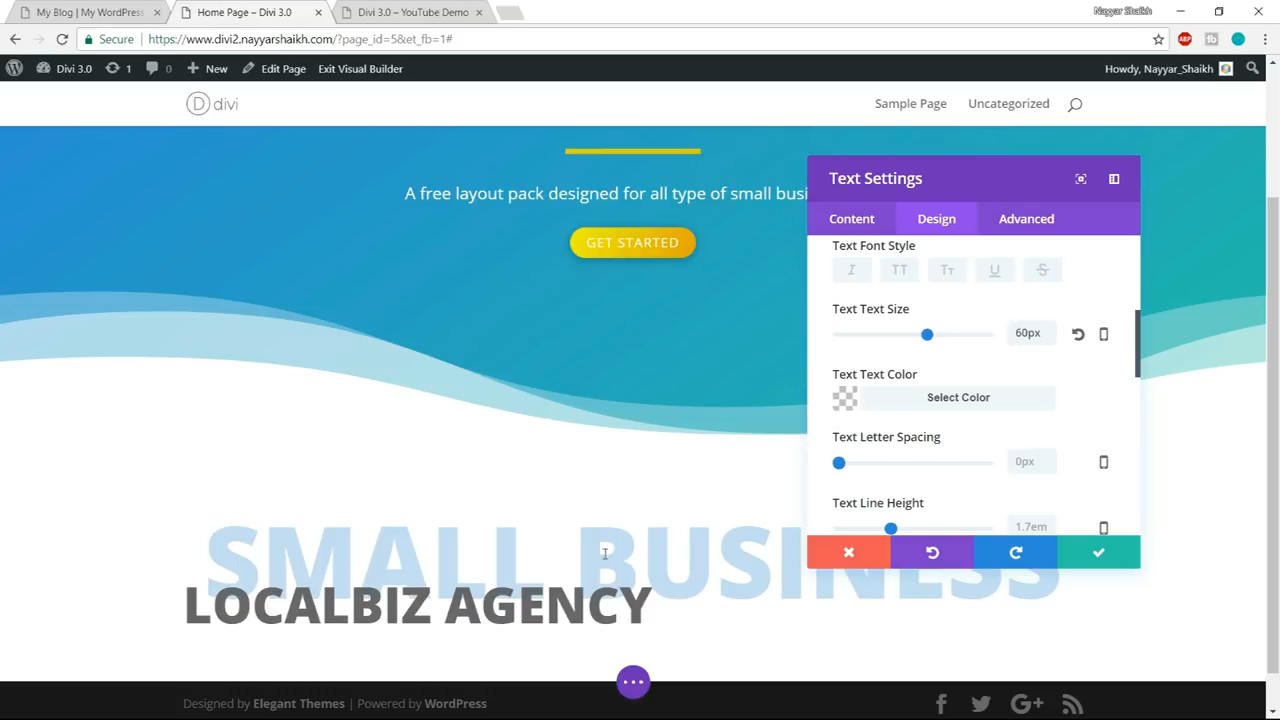 My Blog | My WordPress
Home Page – Divi 3.0
Divi 3.0 – YouTube Demo
Nayyar Shaikh
Secure
https://www.divi2.nayyarshaikh.com/?page_id=5&et_fb=1#
ABP
fb
Divi 3.0
1
0
New
Edit Page
Exit Visual Builder
Howdy, Nayyar_Shaikh
D divi
Sample Page
Uncategorized
A free layout pack designed for all type of small busi
GET STARTED
Text Settings
Content
Design
Advanced
Text Font Style
I TT Tт U S
Text Text Size
60px
Text Text Color
Select Color
Text Letter Spacing
0px
Text Line Height
1.7em
SMALL BUSINESS
LOCALBIZ AGENCY
Designed by Elegant Themes | Powered by WordPress